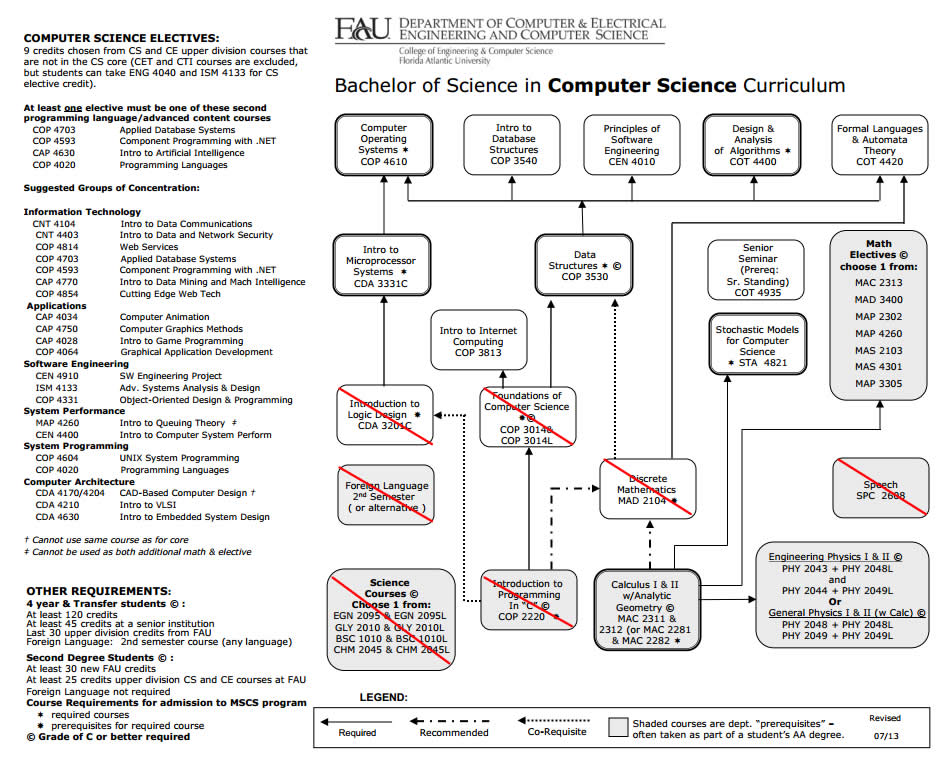 COMPUTER SCIENCE ELECTIVES:
9 credits chosen from CS and CE upper division courses that
are not in the CS core (CET and CTI courses are excluded,
but students can take ENG 4040 and ISM 4133 for CS
elective credit).
At least one elective must be one of these second
programming language/advanced content courses
COP 4703 Applied Database Systems
COP 4593 Component Programming with .NET
CAP 4630 Intro to Artificial Intelligence
COP 4020 Programming Languages
Suggested Groups of Concentration:
Information Technology
CNT 4104 Intro to Data Communications
CNT 4403 Intro to Data and Network Security
COP 4814 Web Services
COP 4703 Applied Database Systems
COP 4593 Component Programming with .NET
CAP 4770 Intro to Data Mining and Mach Intelligence
COP 4854 Cutting Edge Web Tech
Applications
CAP 4034 Computer Animation
CAP 4750 Computer Graphics Methods
CAP 4028 Intro to Game Programming
COP 4064 Graphical Application Development
Software Engineering
CEN 4910 SW Engineering Project
ISM 4133 Adv. Systems Analysis & Design
COP 4331 Object-Oriented Design & Programming
System Performance
MAP 4260 Intro to Queuing Theory ‡
CEN 4400 Intro to Computer System Perform
System Programming
COP 4604 UNIX System Programming
COP 4020 Programming Languages
Computer Architecture
CDA 4170/4204 CAD-Based Computer Design †
CDA 4210 Intro to VLSI
CDA 4630 Intro to Embedded System Design
† Cannot use same course as for core
‡ Cannot be used as both additional math & elective
OTHER REQUIREMENTS:
4 year & Transfer students © :
At least 120 credits
At least 45 credits at a senior institution
Last 30 upper division credits from FAU
Foreign Language: 2nd semester course (any language)
Second Degree Students © :
At least 30 new FAU credits
At least 25 credits upper division CS and CE courses at FAU
Foreign Language not required
Course Requirements for admission to MSCS program
✶ required courses
✷ prerequisites for required course
© Grade of C or better required
FAU
DEPARTMENT OF COMPUTER & ELECTRICAL
ENGINEERING AND COMPUTER SCIENCE
College of Engineering & Computer Science
Florida Atlantic University
Bachelor of Science in Computer Science Curriculum
Computer
Operating
Systems ✶
COP 4610
Intro to
Database
Structures
COP 3540
Principles of
Software
Engineering
CEN 4010
Design &
Analysis
of Algorithms ✶
COT 4400
Formal Languages
& Automata
Theory
COT 4420
Intro to
Microprocessor
Systems ✶
CDA 3331C
Data
Structures ✶ ©
COP 3530
Senior
Seminar
(Prereq:
Sr. Standing)
COT 4935
Math
Electives ©
choose 1 from:
MAC 2313
MAD 3400
MAP 2302
MAP 4260
MAS 2103
MAS 4301
MAP 3305
Intro to Internet
Computing
COP 3813
Stochastic Models
for Computer
Science
✶ STA 4821
Introduction to
Logic Design ✷
CDA 3201C
Foundations of
Computer Science
✷©
COP 3014&
COP 3014L
Foreign Language
2nd Semester
( or alternative )
Discrete
Mathematics
MAD 2104 ✷
Speech
SPC 2608
Science
Courses ©
Choose 1 from:
EGN 2095 & EGN 2095L
GLY 2010 & GLY 2010L
BSC 1010 & BSC 1010L
CHM 2045 & CHM 2045L
Introduction to
Programming
In "C" ©
COP 2220 ✷
Calculus I & II
w/Analytic
Geometry ©
MAC 2311 &
2312 (or MAC 2281
& MAC 2282 ✷
Engineering Physics I & II ©
PHY 2043 + PHY 2048L
and
PHY 2044 + PHY 2049L
Or
General Physics I & II (w Calc) ©
PHY 2048 + PHY 2048L
PHY 2049 + PHY 2049L
LEGEND:
Required
Recommended
Co-Requisite
Shaded courses are dept. "prerequisites" –
often taken as part of a student's AA degree.
Revised
07/13